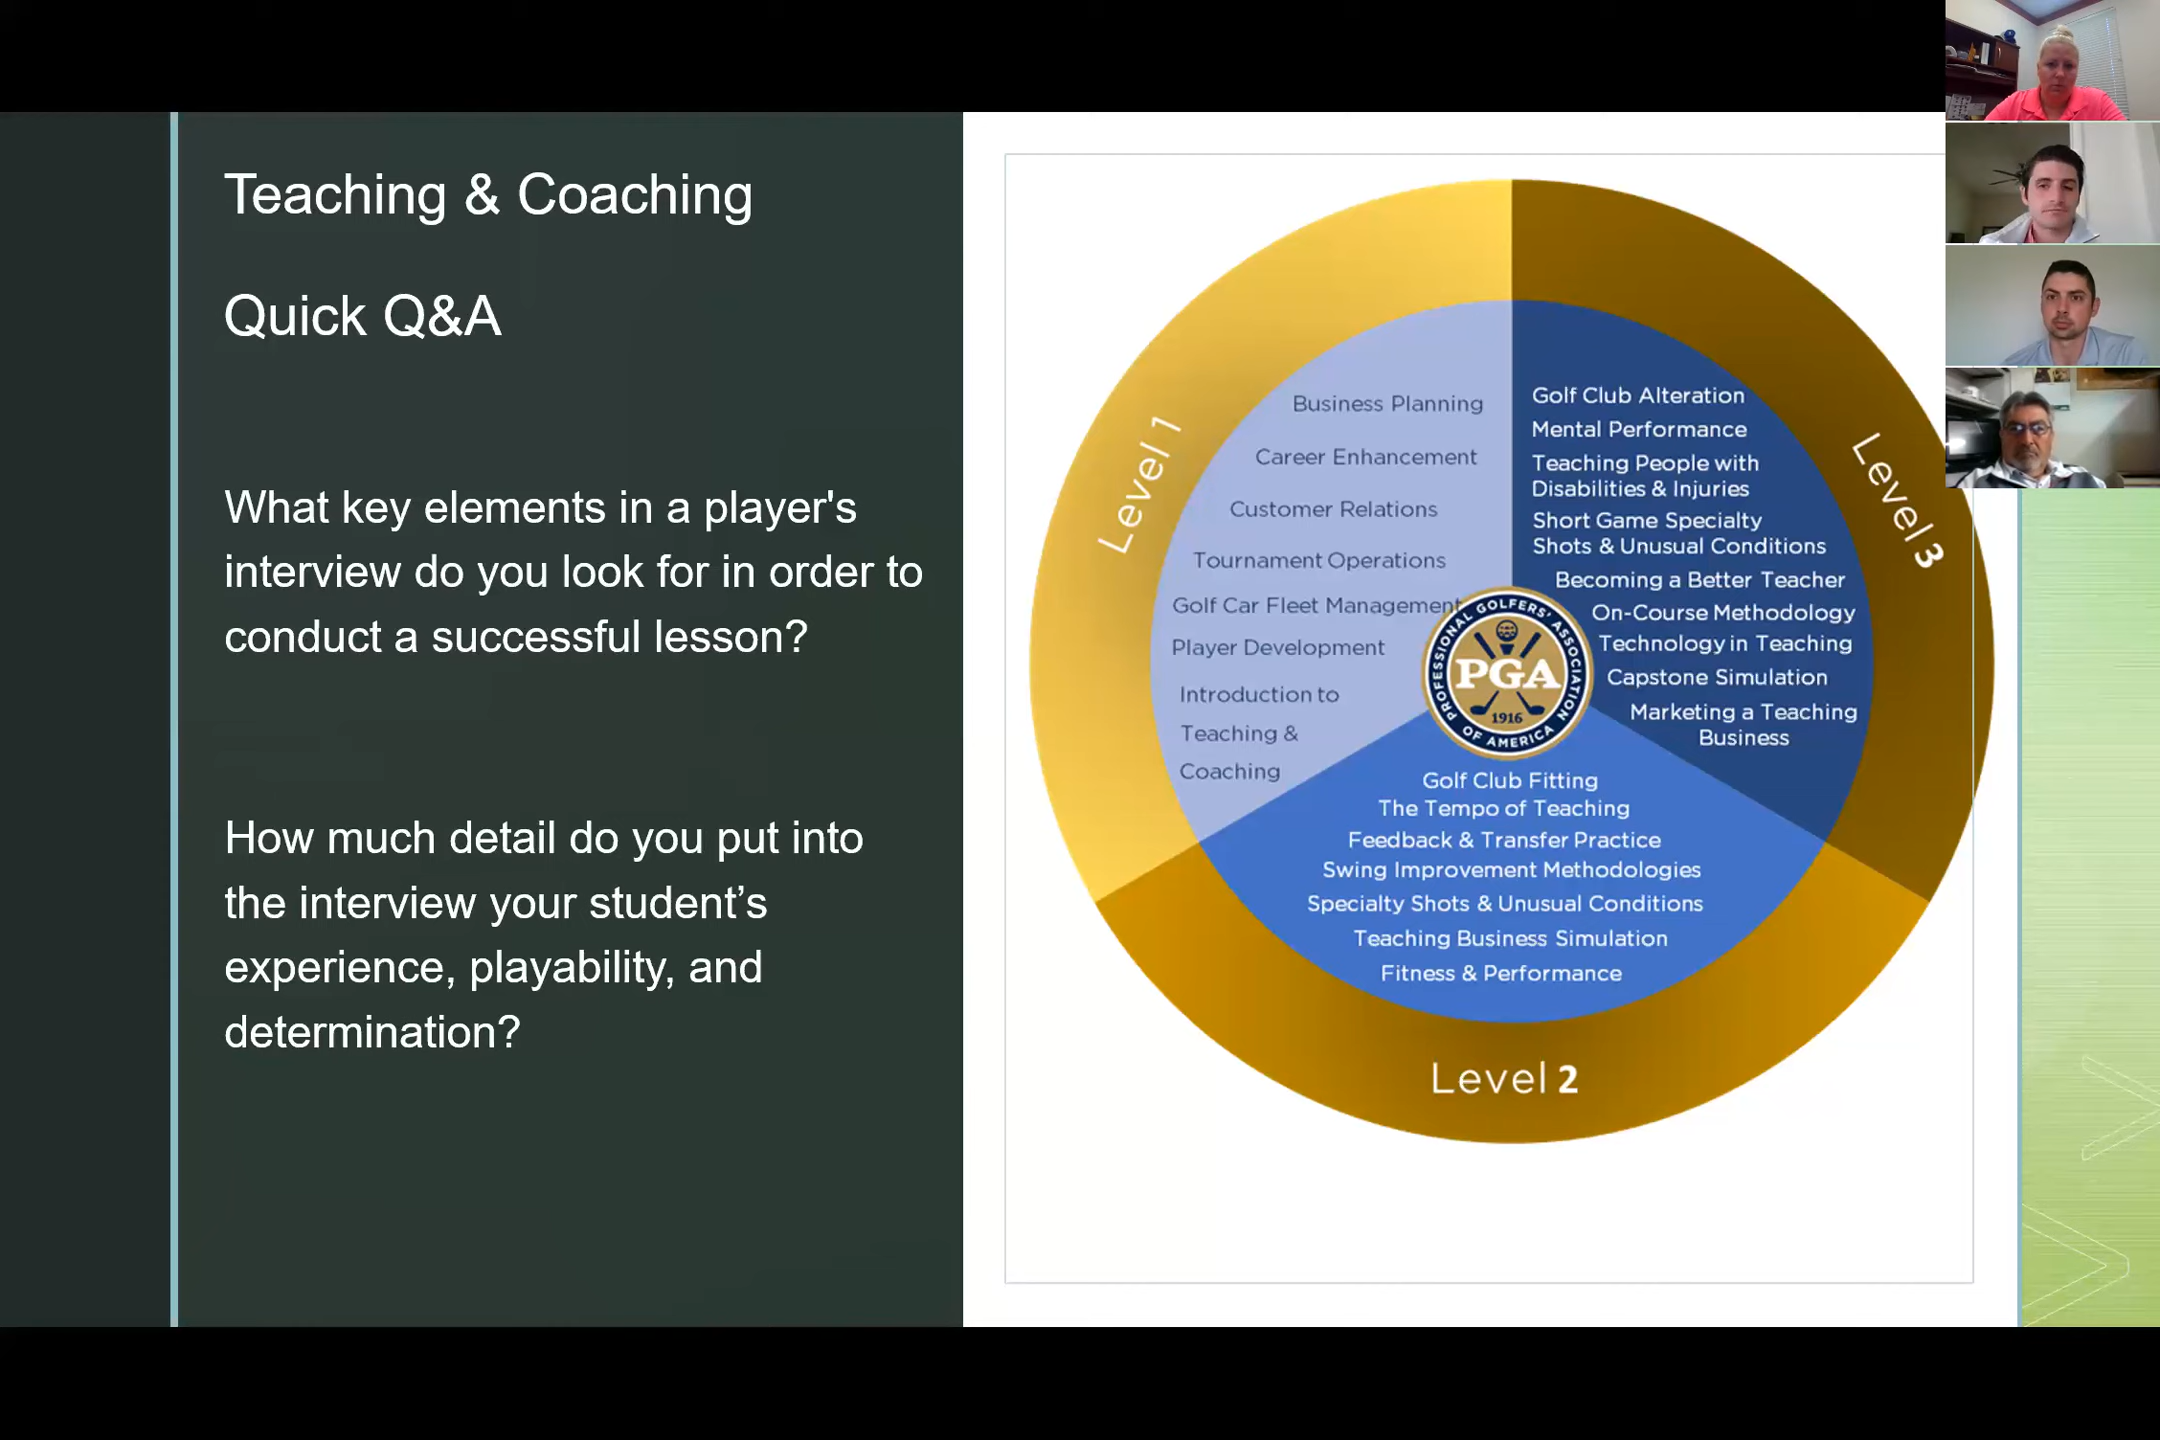 Teaching & Coaching
Quick Q&A
What key elements in a player's
interview do you look for in order to
conduct a successful lesson?
How much detail do you put into
the interview your student’s
experience, playability, and
determination?
Level 1
Business Planning
Career Enhancement
Customer Relations
Tournament Operations
Golf Car Fleet Management
Player Development
Introduction to
Teaching &
Coaching
Level 3
Golf Club Alteration
Mental Performance
Teaching People with
Disabilities & Injuries
Short Game Specialty
Shots & Unusual Conditions
Becoming a Better Teacher
On-Course Methodology
Technology in Teaching
Capstone Simulation
Marketing a Teaching
Business
PROFESSIONAL GOLFERS' ASSOCIATION
PGA
1916
OF AMERICA
Golf Club Fitting
The Tempo of Teaching
Feedback & Transfer Practice
Swing Improvement Methodologies
Specialty Shots & Unusual Conditions
Teaching Business Simulation
Fitness & Performance
Level 2